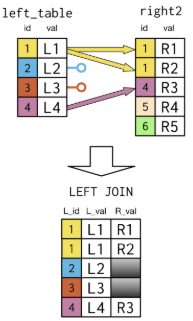 left_table
right2
id val
id val
1 L1
2 L2
3 L3
4 L4
1 R1
1 R2
4 R3
5 R4
6 R5
LEFT JOIN
L_id L_val R_val
1 L1 R1
1 L1 R2
2 L2
3 L3
4 L4 R3